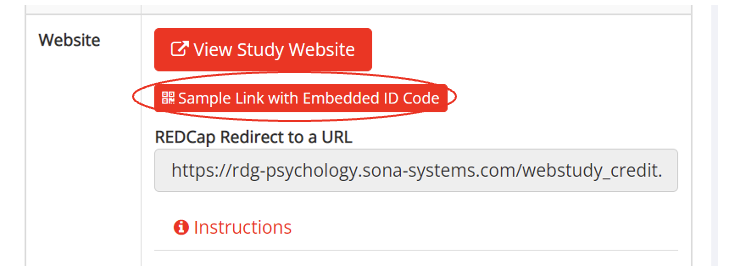 Website
View Study Website
Sample Link with Embedded ID Code
REDCap Redirect to a URL
https://rdg-psychology.sona-systems.com/webstudy_credit.
Instructions